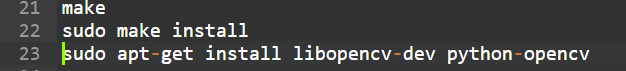 21 make
22 sudo make install
23 sudo apt-get install libopencv-dev python-opencv